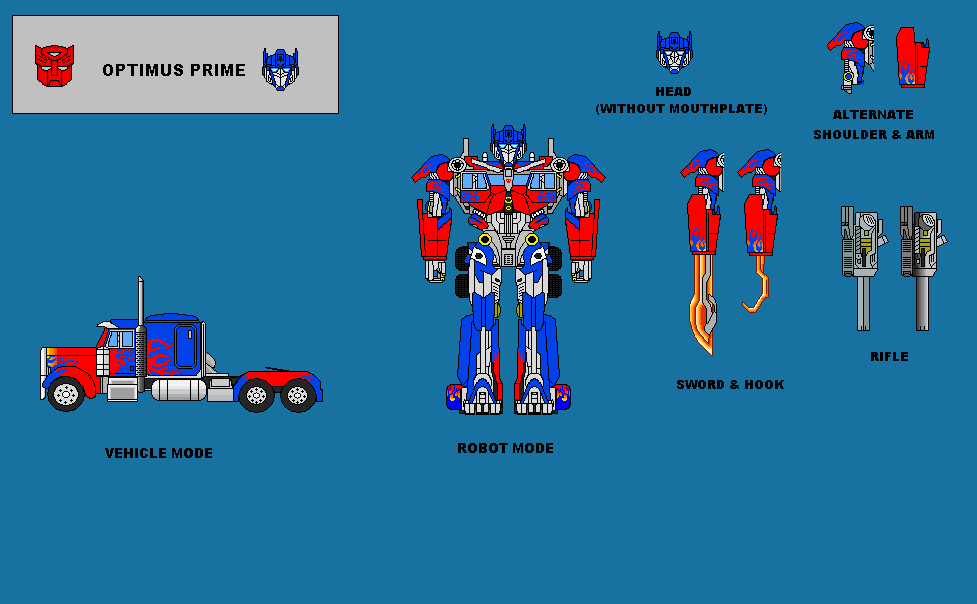 OPTIMUS PRIME
HEAD
(WITHOUT MOUTHPLATE)
ALTERNATE
SHOULDER & ARM
SWORD & HOOK
RIFLE
VEHICLE MODE
ROBOT MODE